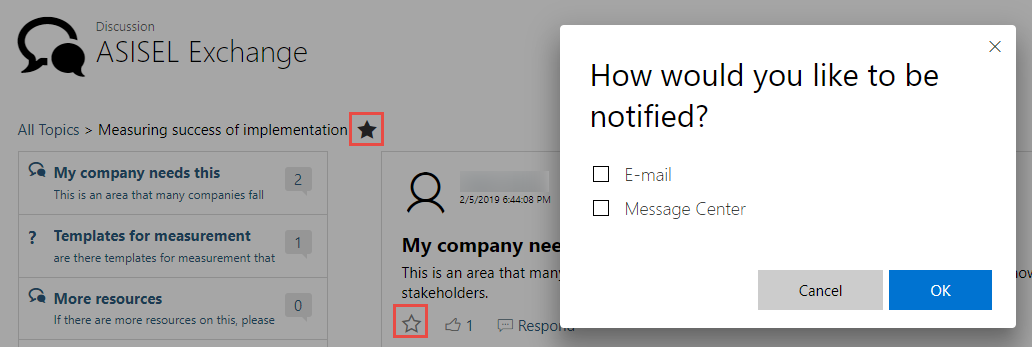 Discussion
ASISEL Exchange
All Topics > Measuring success of implementation
My company needs this
2
This is an area that many companies fall
? Templates for measurement
1
are there templates for measurement that
More resources
0
If there are more resources on this, please
2/5/2019 6:44:08 PM
My company
This is an area that many
stakeholders.
1 Respond
How would you like to be
notified?
E-mail
Message Center
Cancel
OK